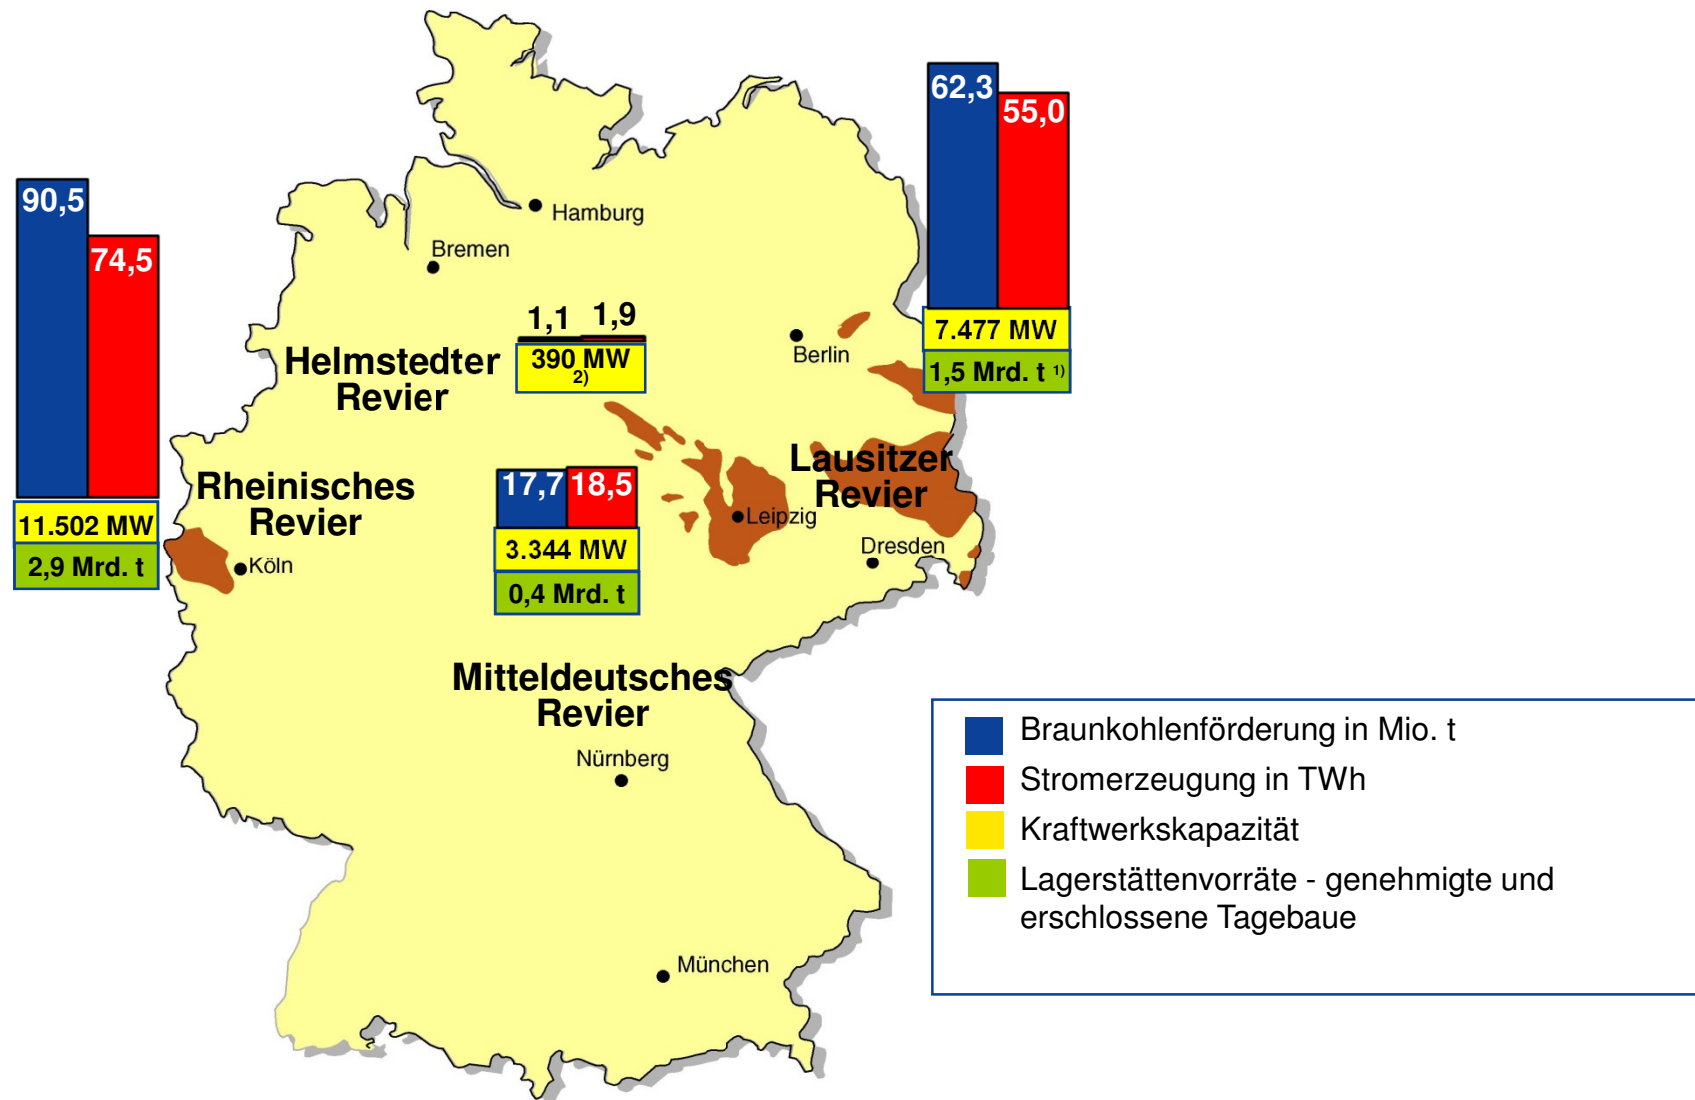 62,3
55,0
7.477 MW
1,5 Mrd. t ¹⁾
90,5
74,5
11.502 MW
2,9 Mrd. t
Hamburg
Bremen
1,1 1,9
390 MW
2)
Berlin
Helmstedter
Revier
Rheinisches
Revier
Köln
17,7 18,5
3.344 MW
0,4 Mrd. t
Lausitzer
Revier
Leipzig
Dresden
Mitteldeutsches
Revier
Nürnberg
München
Braunkohlenförderung in Mio. t
Stromerzeugung in TWh
Kraftwerkskapazität
Lagerstättenvorräte - genehmigte und
erschlossene Tagebaue